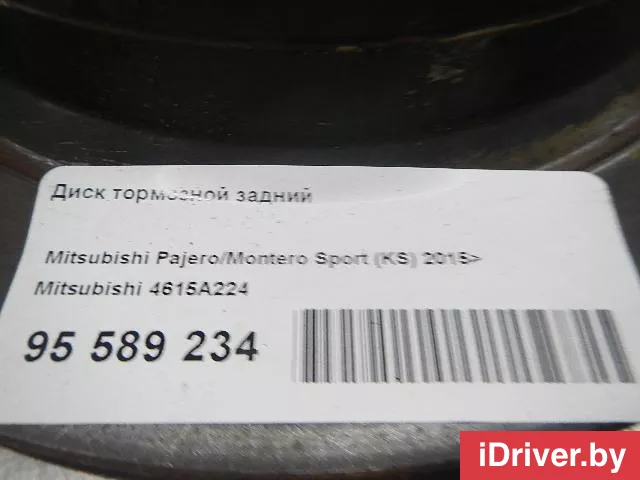 Диск тормозной задний
Mitsubishi Pajero/Montero Sport (KS) 2015>
Mitsubishi 4615A224
95 589 234
iDriver.by